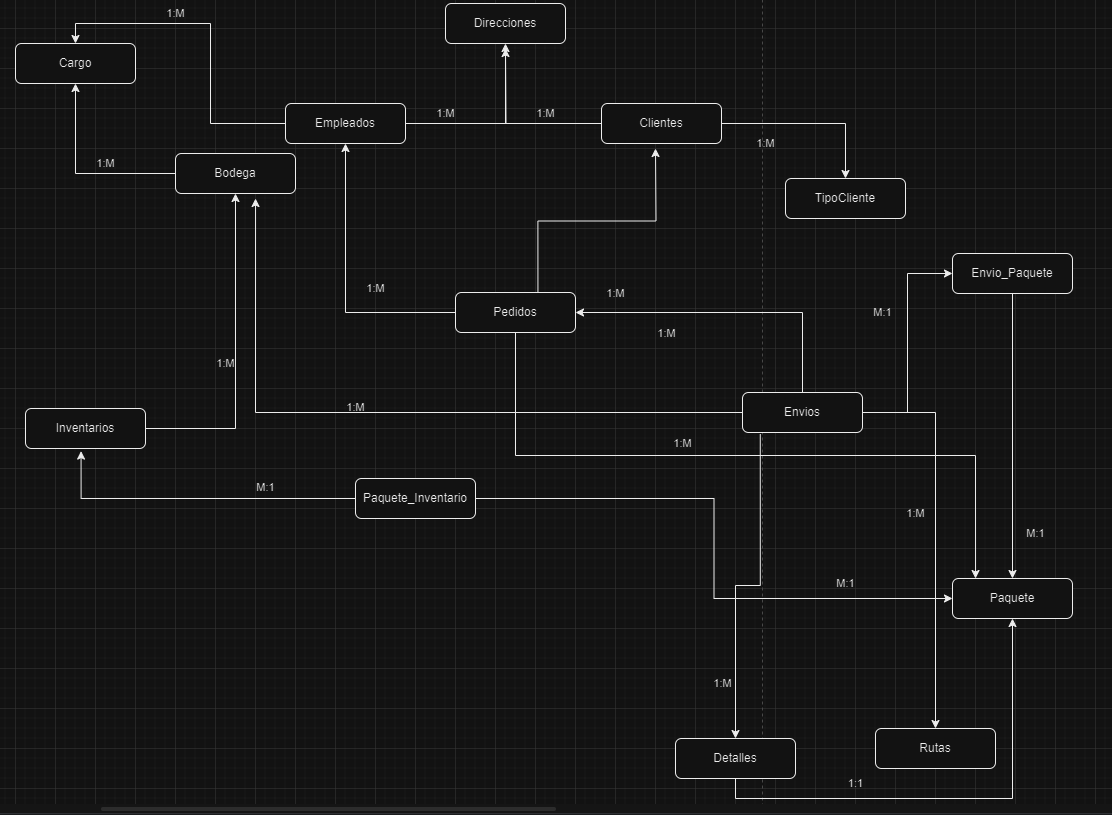 1:M
Direcciones
Cargo
Empleados
1:M
1:M
Clientes
1:M
TipoCliente
1:M
Bodega
Envio_Paquete
1:M
1:M
Pedidos
M:1
1:M
1:M
1:M
Envios
Inventarios
1:M
M:1
Paquete_Inventario
1:M
M:1
M:1
Paquete
1:M
Rutas
Detalles
1:1